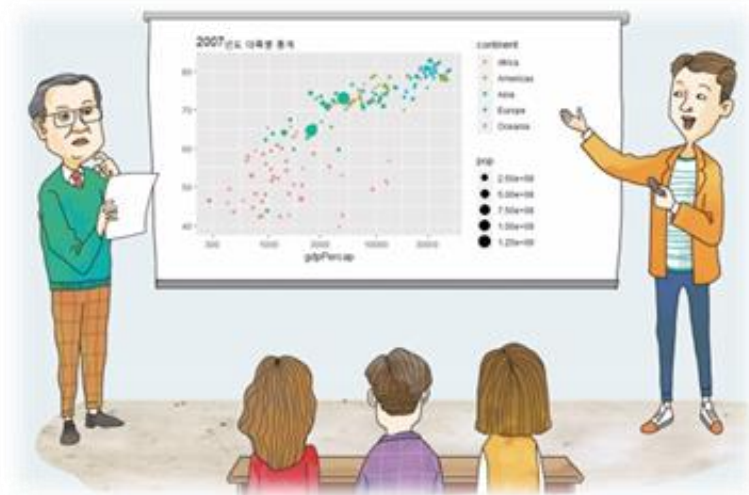 2007년도 대륙별 통계
continent
Africa
Americas
Asia
Europe
Oceania
pop
2.50e+08
5.00e+08
7.50e+08
1.00e+09
1.25e+09
80
70
60
50
40
gdpPercap